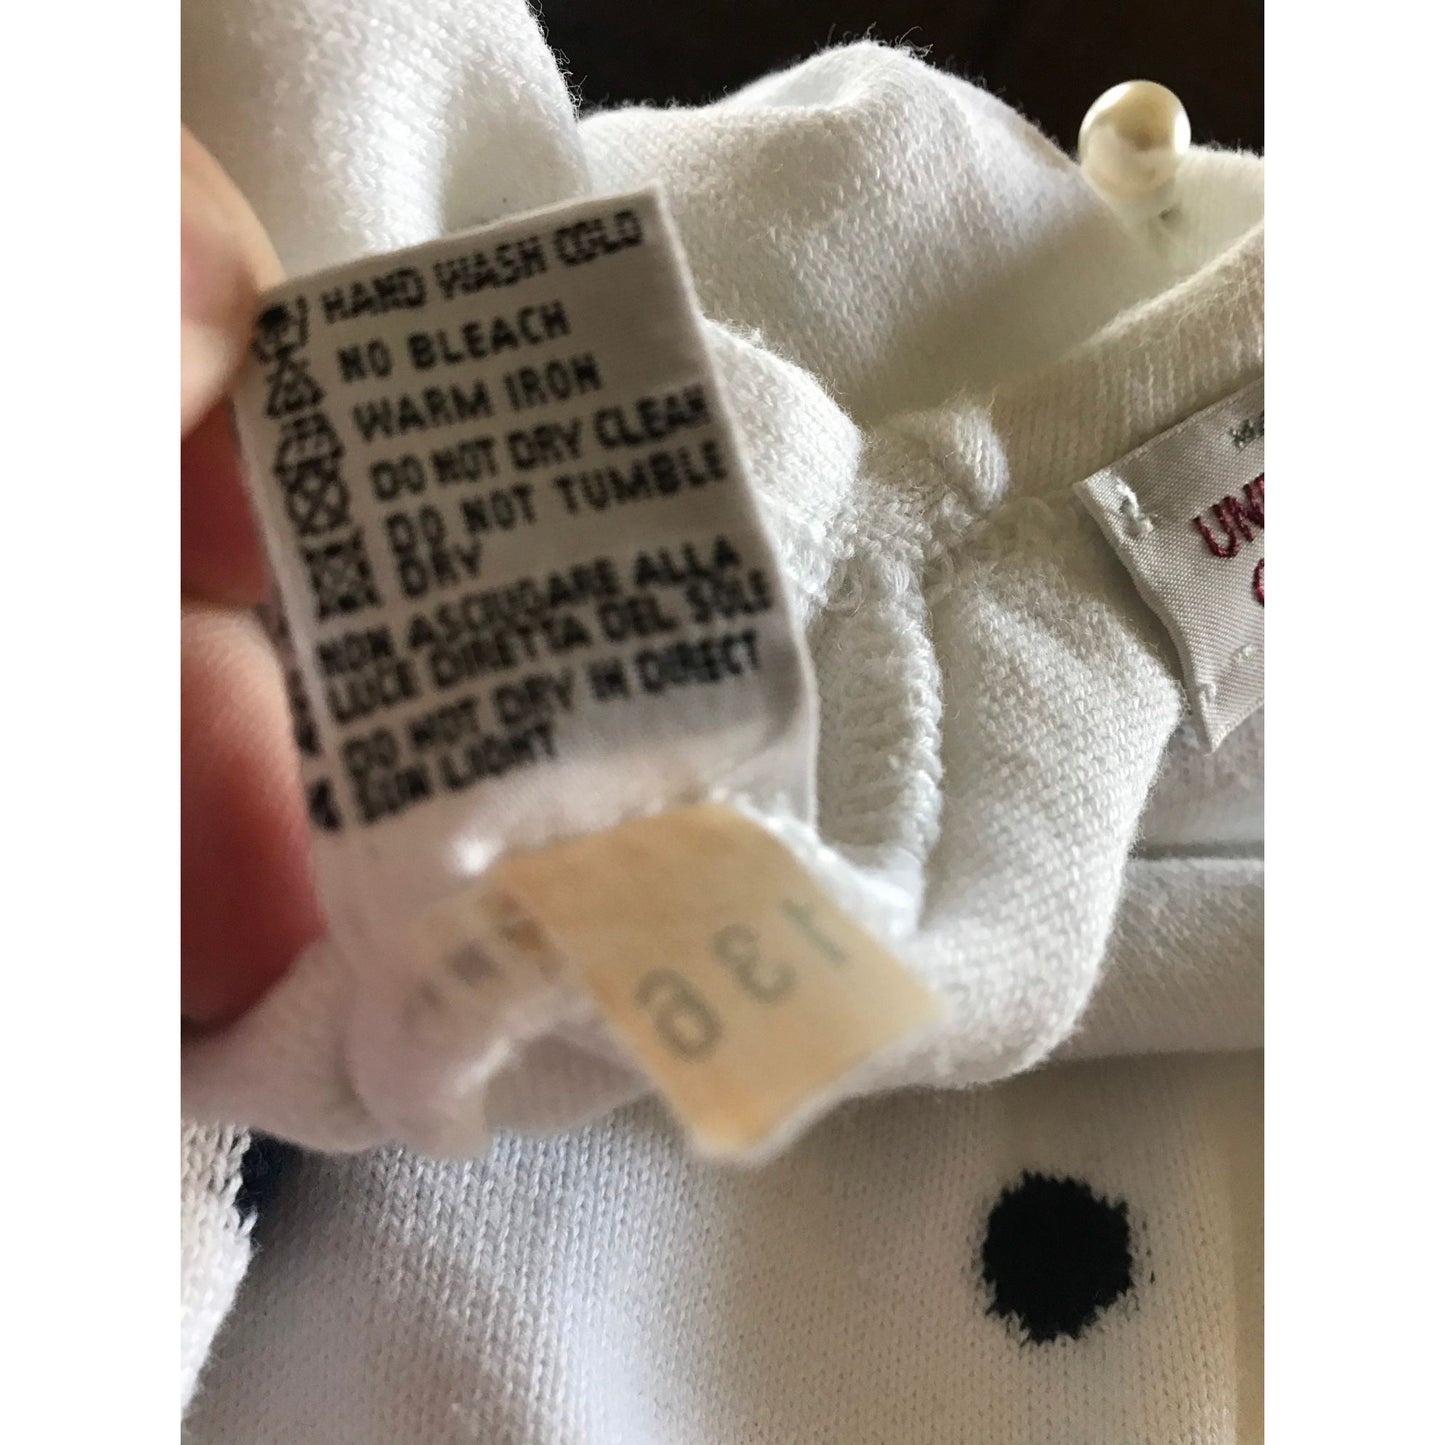 HAND WASH COLD
NO BLEACH
WARM IRON
DO NOT DRY CLEAN
DO NOT TUMBLE
DRY
NON ASCIUGARE ALLA
LUCE DIRETTA DEL SOLE
DO NOT DRY IN DIRECT
SUN LIGHT
136
UN